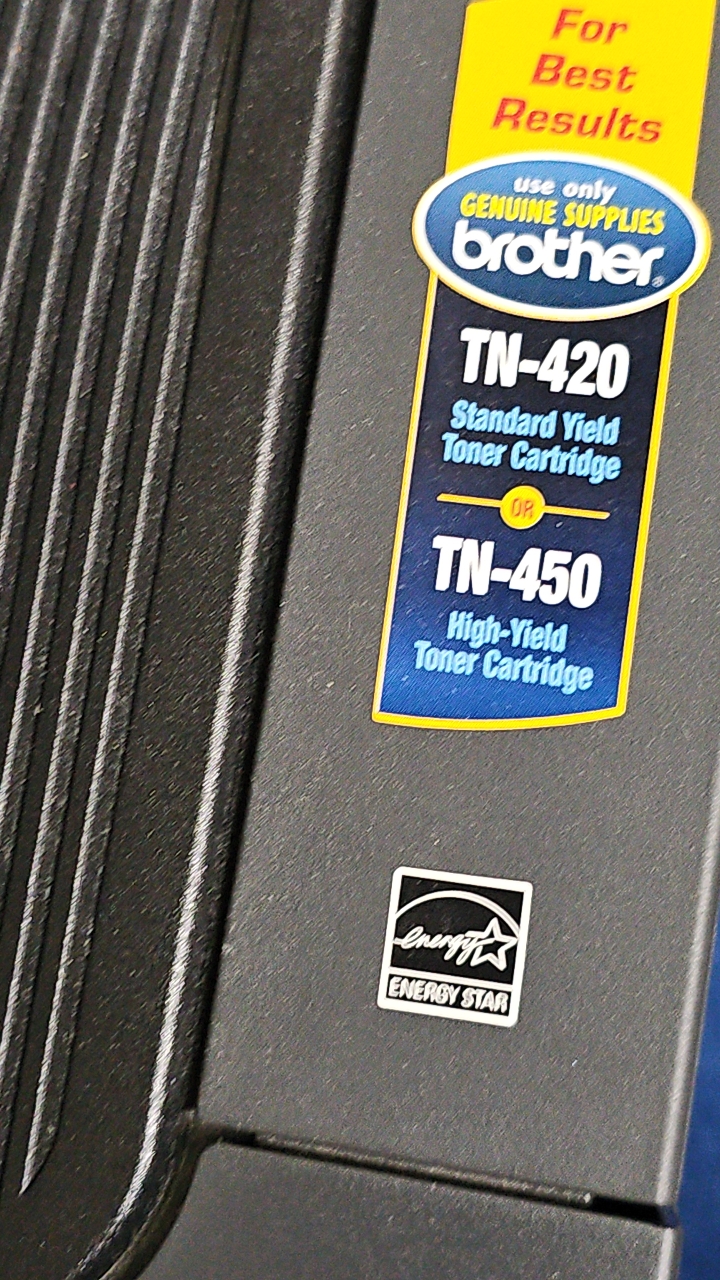 For
Best
Results
use only
GENUINE SUPPLIES
brother®
TN-420
Standard Yield
Toner Cartridge
OR
TN-450
High-Yield
Toner Cartridge
energy
ENERGY STAR